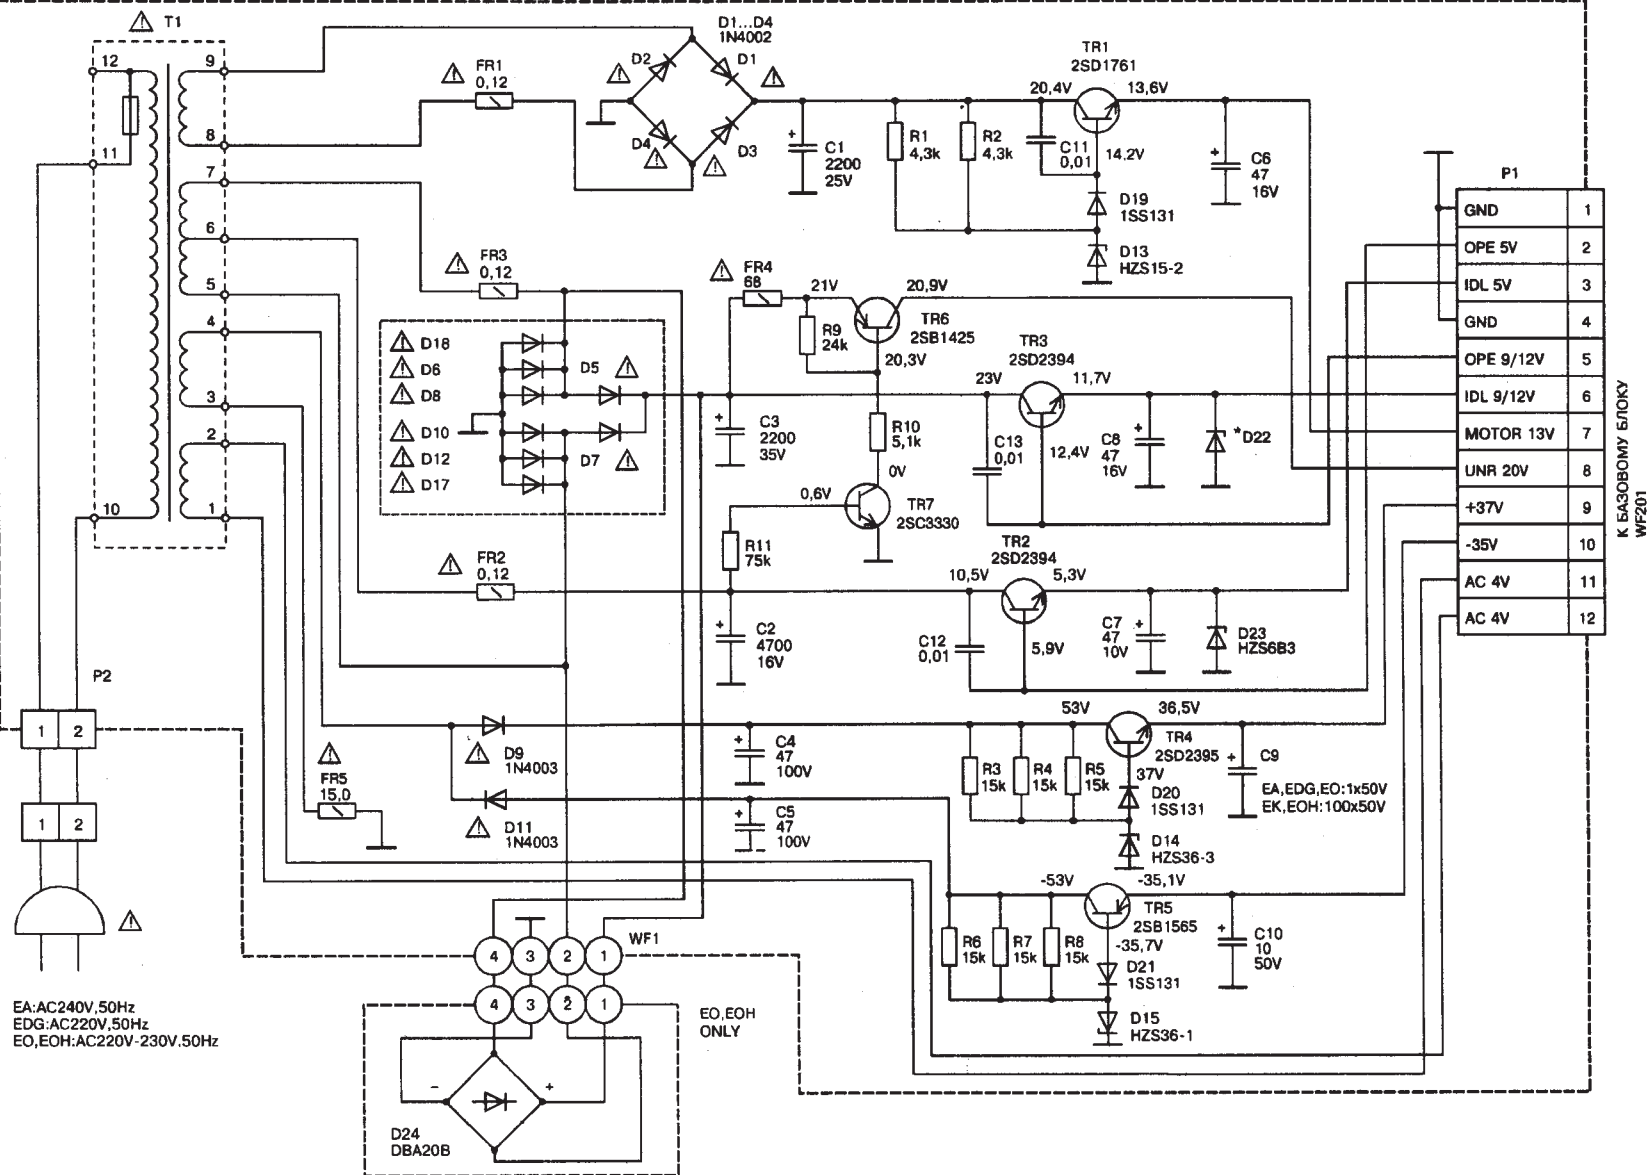 T1
12
11
10
9
8
7
6
5
4
3
2
1
FR1
0,12
D1...D4
1N4002
D2
D1
D4
D3
C1
2200
25V
R1
4,3k
R2
4,3k
20,4V
TR1
2SD1761
13,6V
C11
0,01
14,2V
D19
1SS131
D13
HZS15-2
C6
47
16V
FR3
0,12
D18
D6
D8
D10
D12
D17
D5
D7
FR4
68
21V
20,9V
R9
24k
TR6
2SB1425
20,3V
R10
5,1k
0V
0,6V
TR7
2SC3330
R11
75k
C3
2200
35V
TR3
2SD2394
23V
11,7V
C13
0,01
12,4V
C8
47
16V
*D22
FR2
0,12
C2
4700
16V
TR2
2SD2394
10,5V
5,3V
C12
0,01
5,9V
C7
47
10V
D23
HZS6B3
P1
GND 1
OPE 5V 2
IDL 5V 3
GND 4
OPE 9/12V 5
IDL 9/12V 6
MOTOR 13V 7
UNR 20V 8
+37V 9
-35V 10
AC 4V 11
AC 4V 12
К БАЗОВОМУ БЛОКУ
WF201
P2
1 2
1 2
D9
1N4003
D11
1N4003
FR5
15,0
C4
47
100V
C5
47
100V
53V
36,5V
R3
15k
R4
15k
R5
15k
TR4
2SD2395
37V
D20
1SS131
D14
HZS36-3
C9
EA,EDG,EO:1x50V
EK,EOH:100x50V
-53V
-35,1V
R6
15k
R7
15k
R8
15k
TR5
2SB1565
-35,7V
D21
1SS131
D15
HZS36-1
C10
10
50V
WF1
4 3 2 1
4 3 2 1
EO,EOH
ONLY
D24
DBA20B
EA:AC240V,50Hz
EDG:AC220V,50Hz
EO,EOH:AC220V-230V.50Hz